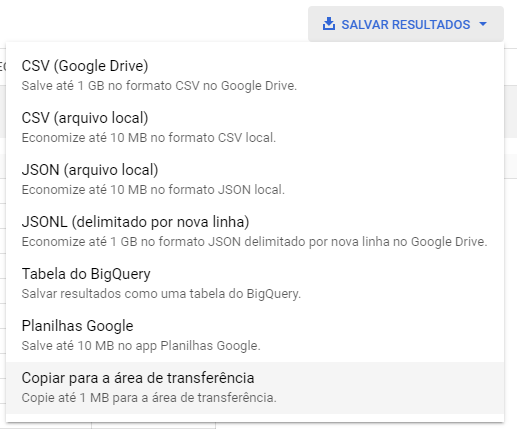 SALVAR RESULTADOS
CSV (Google Drive)
Salve até 1 GB no formato CSV no Google Drive.
CSV (arquivo local)
Economize até 10 MB no formato CSV local.
JSON (arquivo local)
Economize até 10 MB no formato JSON local.
JSONL (delimitado por nova linha)
Economize até 1 GB no formato JSON delimitado por nova linha no Google Drive.
Tabela do BigQuery
Salvar resultados como uma tabela do BigQuery.
Planilhas Google
Salve até 10 MB no app Planilhas Google.
Copiar para a área de transferência
Copie até 1 MB para a área de transferência.